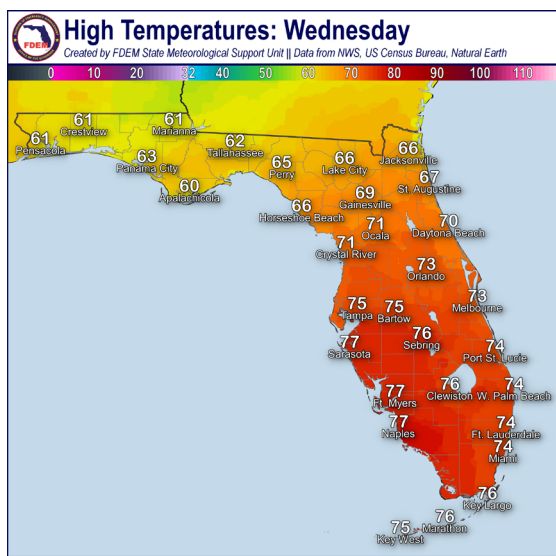 High Temperatures: Wednesday
FDEM
Created by FDEM State Meteorological Support Unit || Data from NWS, US Census Bureau, Natural Earth
0 10 20 32 40 50 60 70 80 90 100 110
61
Crestview
61
Marianna
61
Pensacola
62
Tallahassee
63
Panama City
65
Perry
66
Lake City
66
Jacksonville
60
Apalachicola
67
St. Augustine
69
Gainesville
66
Horseshoe Beach
71
Ocala
70
Daytona Beach
71
Crystal River
73
Orlando
73
Melbourne
75
Tampa
75
Bartow
76
Sebring
77
Sarasota
74
Port St. Lucie
77
Ft. Myers
76
Clewiston
74
W. Palm Beach
77
Naples
74
Ft. Lauderdale
74
Miami
76
Key Largo
76
Marathon
75
Key West